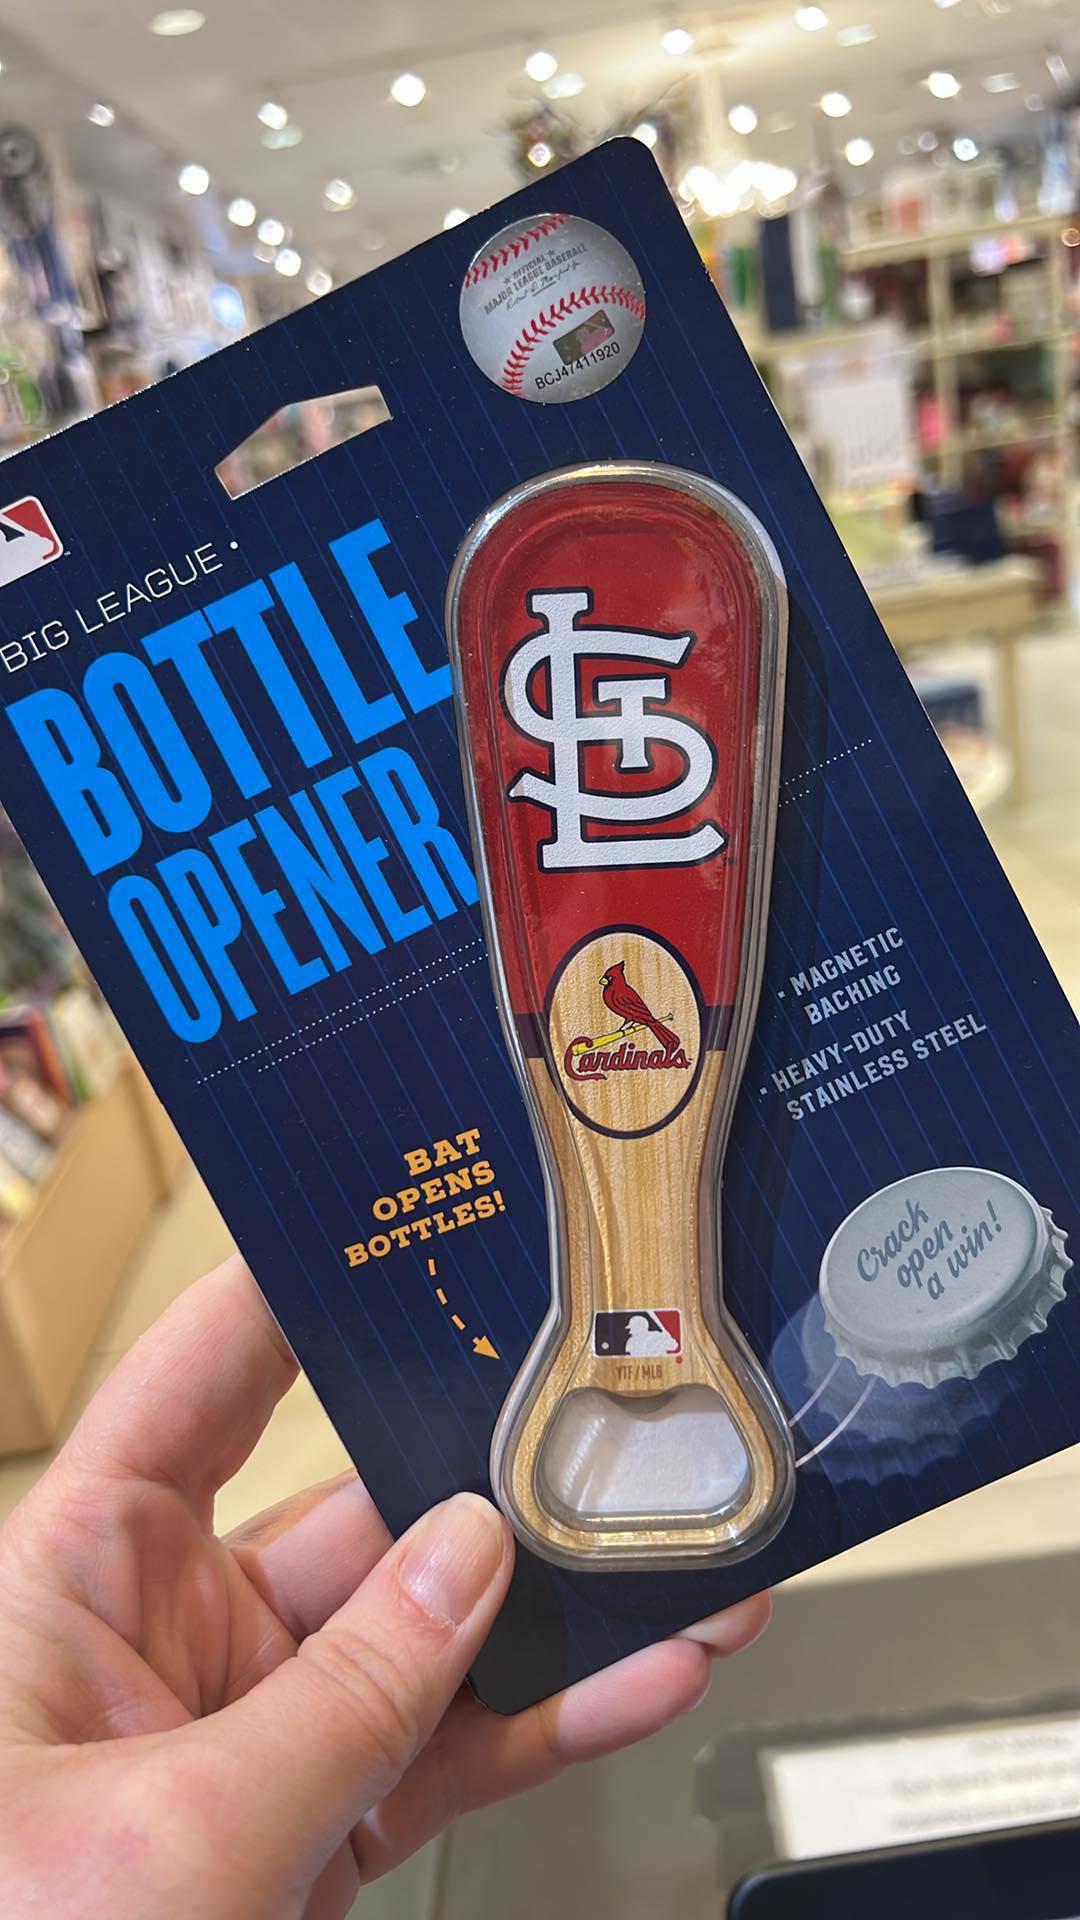 ★ OFFICIAL ★
MAJOR LEAGUE BASEBALL
BCJ47411920
BIG LEAGUE •
BOTTLE
OPENER
STL
Cardinals
• MAGNETIC
BACKING
• HEAVY-DUTY
STAINLESS STEEL
BAT
OPENS
BOTTLES!
Crack
open
a win!
YTF / MLB